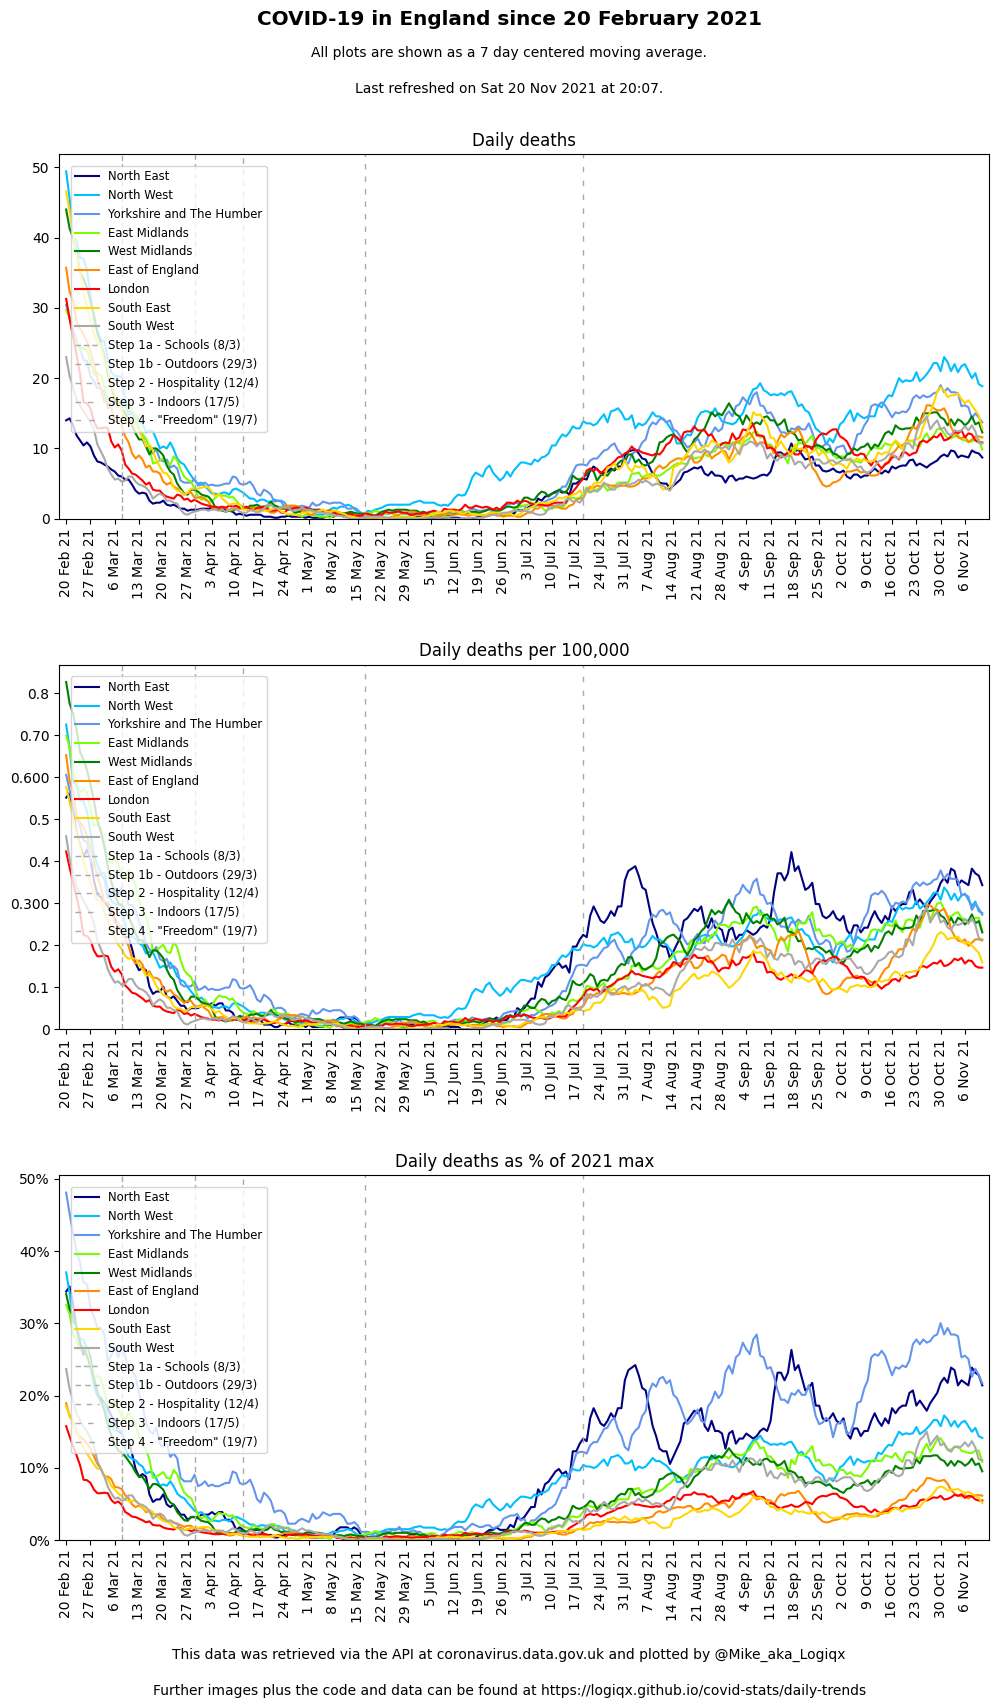 COVID-19 in England since 20 February 2021
All plots are shown as a 7 day centered moving average.
Last refreshed on Sat 20 Nov 2021 at 20:07.
Daily deaths
50
40
30
20
10
0
North East
North West
Yorkshire and The Humber
East Midlands
West Midlands
East of England
London
South East
South West
Step 1a - Schools (8/3)
Step 1b - Outdoors (29/3)
Step 2 - Hospitality (12/4)
Step 3 - Indoors (17/5)
Step 4 - "Freedom" (19/7)
20 Feb 21
27 Feb 21
6 Mar 21
13 Mar 21
20 Mar 21
27 Mar 21
3 Apr 21
10 Apr 21
17 Apr 21
24 Apr 21
1 May 21
8 May 21
15 May 21
22 May 21
29 May 21
5 Jun 21
12 Jun 21
19 Jun 21
26 Jun 21
3 Jul 21
10 Jul 21
17 Jul 21
24 Jul 21
31 Jul 21
7 Aug 21
14 Aug 21
21 Aug 21
28 Aug 21
4 Sep 21
11 Sep 21
18 Sep 21
25 Sep 21
2 Oct 21
9 Oct 21
16 Oct 21
23 Oct 21
30 Oct 21
6 Nov 21
Daily deaths per 100,000
0.8
0.70
0.600
0.5
0.4
0.300
0.2
0.1
0
North East
North West
Yorkshire and The Humber
East Midlands
West Midlands
East of England
London
South East
South West
Step 1a - Schools (8/3)
Step 1b - Outdoors (29/3)
Step 2 - Hospitality (12/4)
Step 3 - Indoors (17/5)
Step 4 - "Freedom" (19/7)
20 Feb 21
27 Feb 21
6 Mar 21
13 Mar 21
20 Mar 21
27 Mar 21
3 Apr 21
10 Apr 21
17 Apr 21
24 Apr 21
1 May 21
8 May 21
15 May 21
22 May 21
29 May 21
5 Jun 21
12 Jun 21
19 Jun 21
26 Jun 21
3 Jul 21
10 Jul 21
17 Jul 21
24 Jul 21
31 Jul 21
7 Aug 21
14 Aug 21
21 Aug 21
28 Aug 21
4 Sep 21
11 Sep 21
18 Sep 21
25 Sep 21
2 Oct 21
9 Oct 21
16 Oct 21
23 Oct 21
30 Oct 21
6 Nov 21
Daily deaths as % of 2021 max
50%
40%
30%
20%
10%
0%
North East
North West
Yorkshire and The Humber
East Midlands
West Midlands
East of England
London
South East
South West
Step 1a - Schools (8/3)
Step 1b - Outdoors (29/3)
Step 2 - Hospitality (12/4)
Step 3 - Indoors (17/5)
Step 4 - "Freedom" (19/7)
20 Feb 21
27 Feb 21
6 Mar 21
13 Mar 21
20 Mar 21
27 Mar 21
3 Apr 21
10 Apr 21
17 Apr 21
24 Apr 21
1 May 21
8 May 21
15 May 21
22 May 21
29 May 21
5 Jun 21
12 Jun 21
19 Jun 21
26 Jun 21
3 Jul 21
10 Jul 21
17 Jul 21
24 Jul 21
31 Jul 21
7 Aug 21
14 Aug 21
21 Aug 21
28 Aug 21
4 Sep 21
11 Sep 21
18 Sep 21
25 Sep 21
2 Oct 21
9 Oct 21
16 Oct 21
23 Oct 21
30 Oct 21
6 Nov 21
This data was retrieved via the API at coronavirus.data.gov.uk and plotted by @Mike_aka_Logiqx
Further images plus the code and data can be found at https://logiqx.github.io/covid-stats/daily-trends